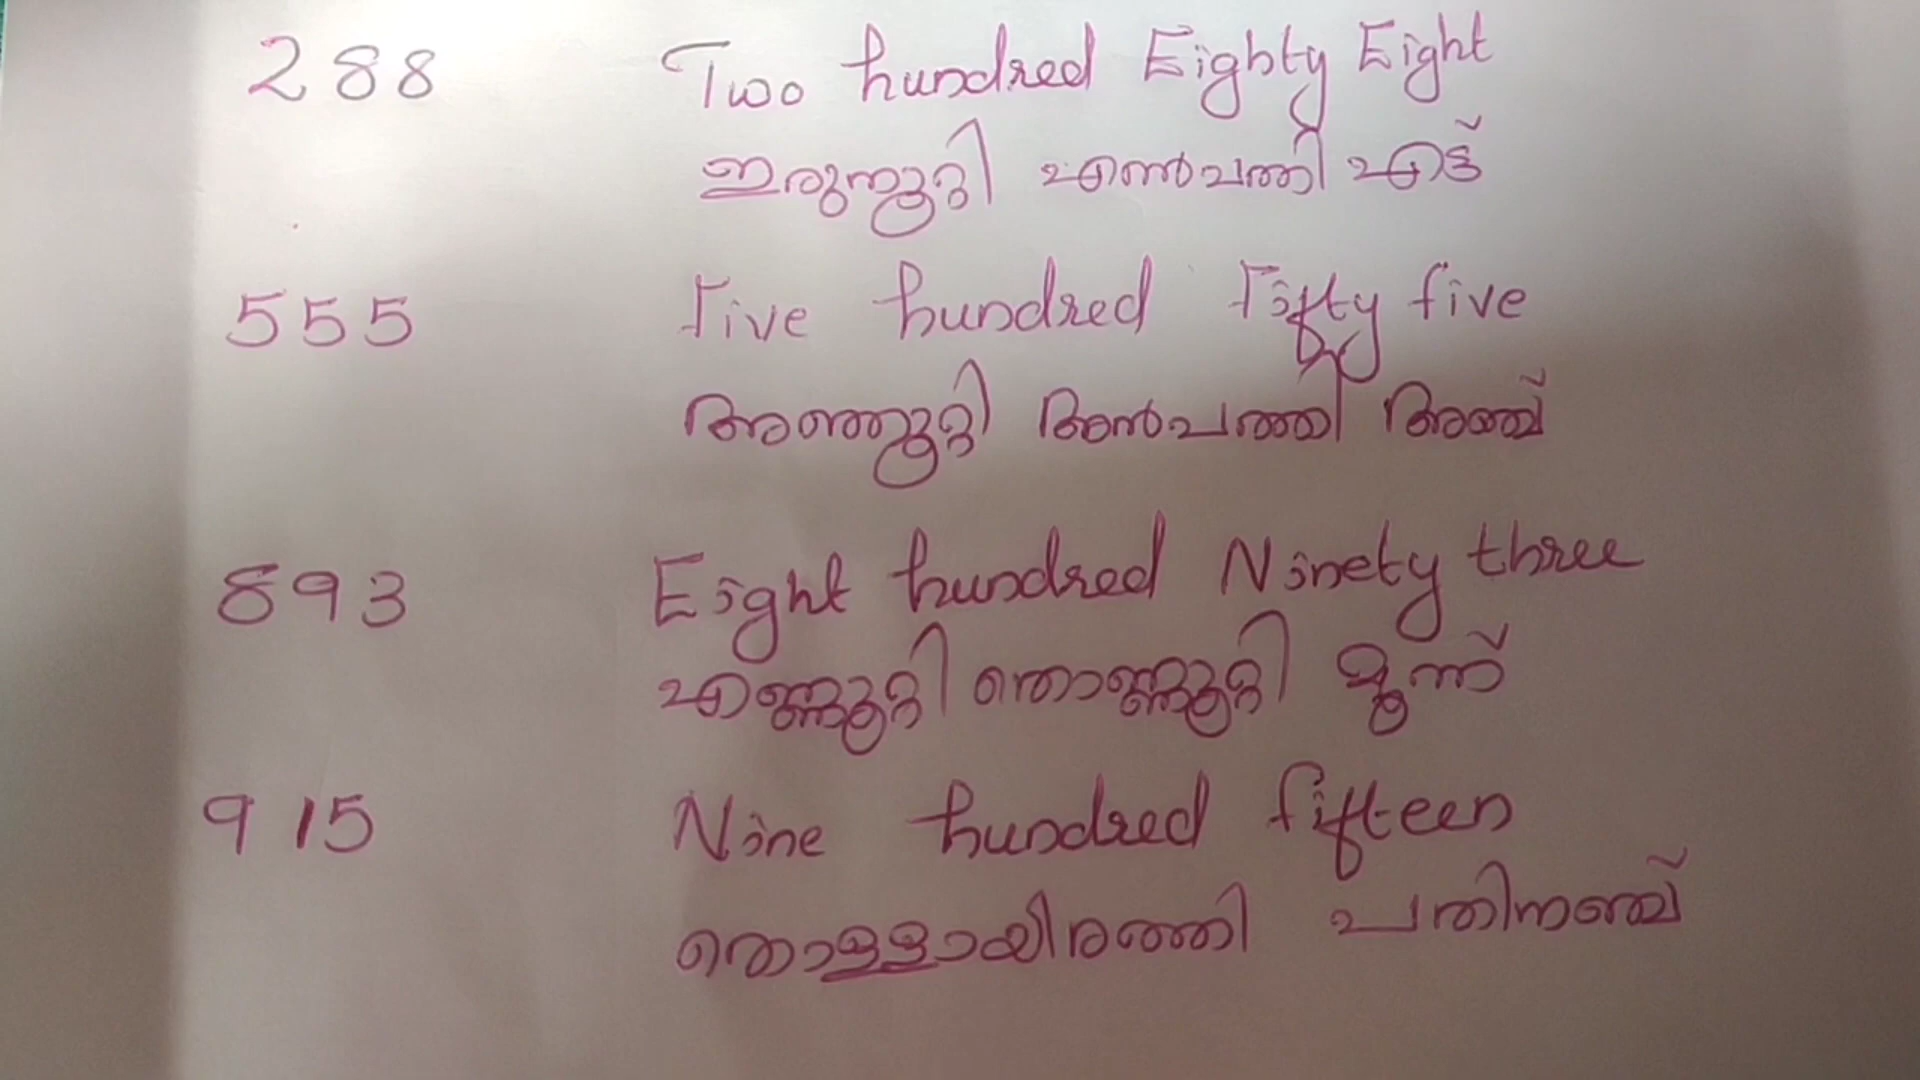 288 Two hundred Eighty Eight
ഇരുനൂറ്റി എൺപത്തി എട്ട്
555 Five hundred Fifty five
അഞ്ഞൂറ്റി അൻപത്തി അഞ്ച്
893 Eight hundred Ninety three
എണ്ണൂറ്റി തൊണ്ണൂറ്റി മൂന്ന്
915 Nine hundred fifteen
തൊള്ളായിരത്തി പതിനഞ്ച്